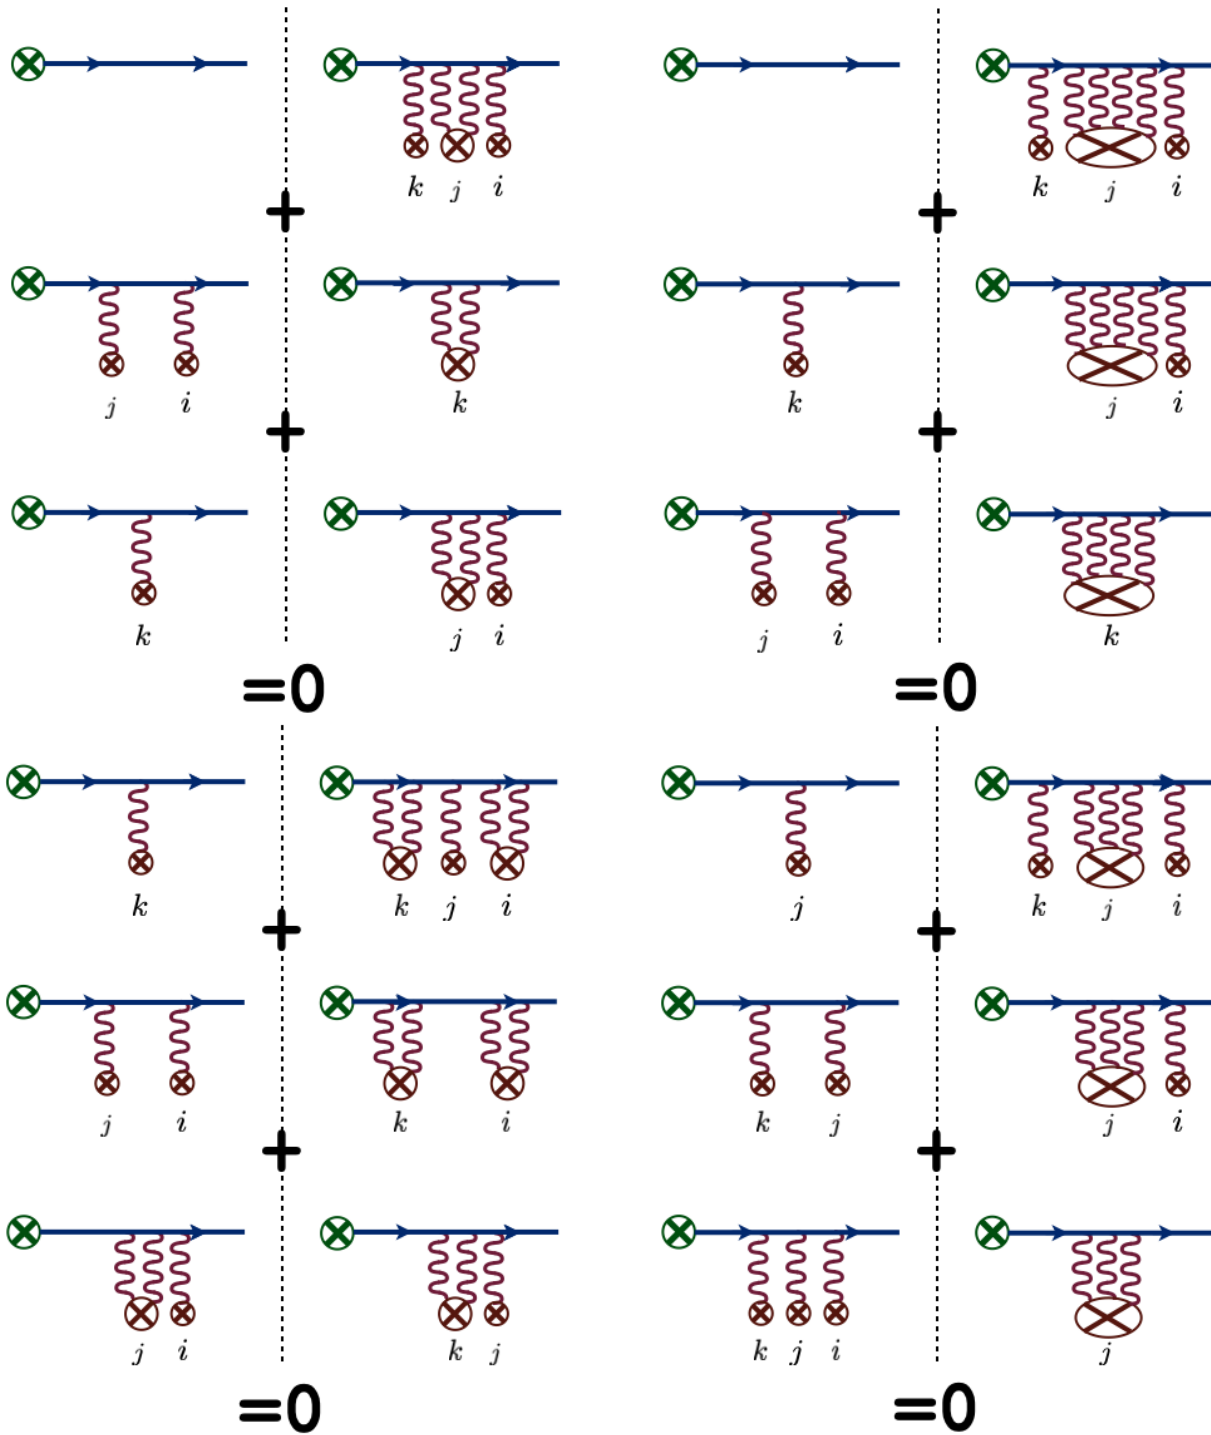 k j i
+
j i k
+
k j i
=0
k j i
+
k j i
+
j i k
=0
k k j i
+
j i k i
+
j i k j
=0
j k j i
+
k j j i
+
k j i j
=0